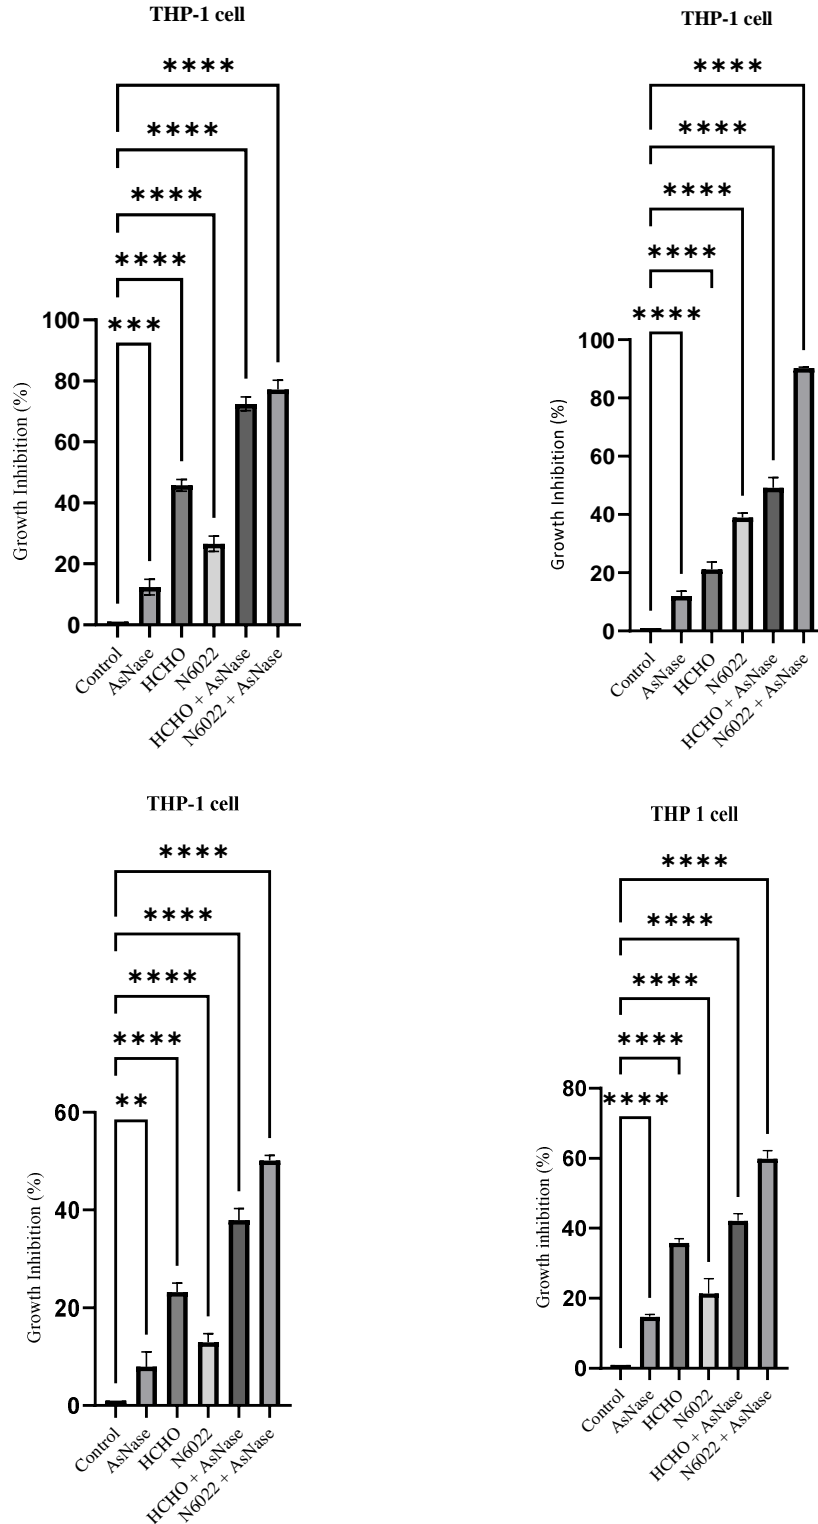 THP-1 cell
****
****
****
****
***
100
80
60
40
20
0
Growth Inhibition (%)
Control
AsNase
HCHO
N6022
HCHO + AsNase
N6022 + AsNase
THP-1 cell
****
****
****
****
****
100
80
60
40
20
0
Growth Inhibition (%)
Control
AsNase
HCHO
N6022
HCHO + AsNase
N6022 + AsNase
THP-1 cell
****
****
****
****
**
60
40
20
0
Growth Inhibition (%)
Control
AsNase
HCHO
N6022
HCHO + AsNase
N6022 + AsNase
THP 1 cell
****
****
****
****
****
80
60
40
20
0
Growth inhibition (%)
Control
AsNase
HCHO
N6022
HCHO + AsNase
N6022 + AsNase